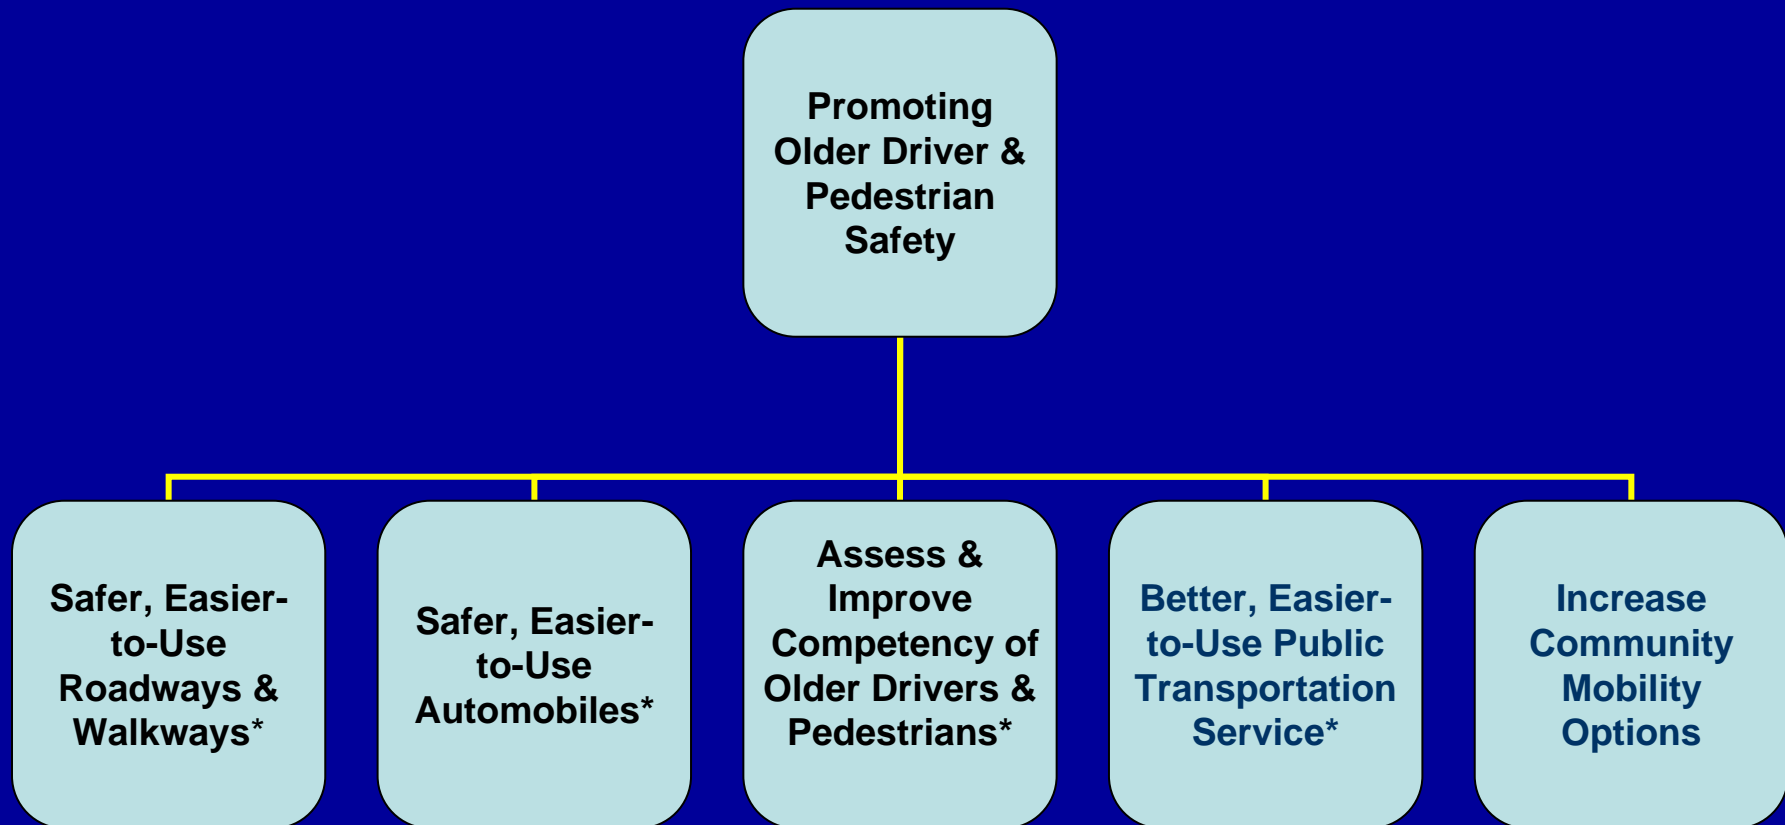 Promoting
Older Driver &
Pedestrian
Safety
Safer, Easier-
to-Use
Roadways &
Walkways*
Safer, Easier-
to-Use
Automobiles*
Assess &
Improve
Competency of
Older Drivers &
Pedestrians*
Better, Easier-
to-Use Public
Transportation
Service*
Increase
Community
Mobility
Options